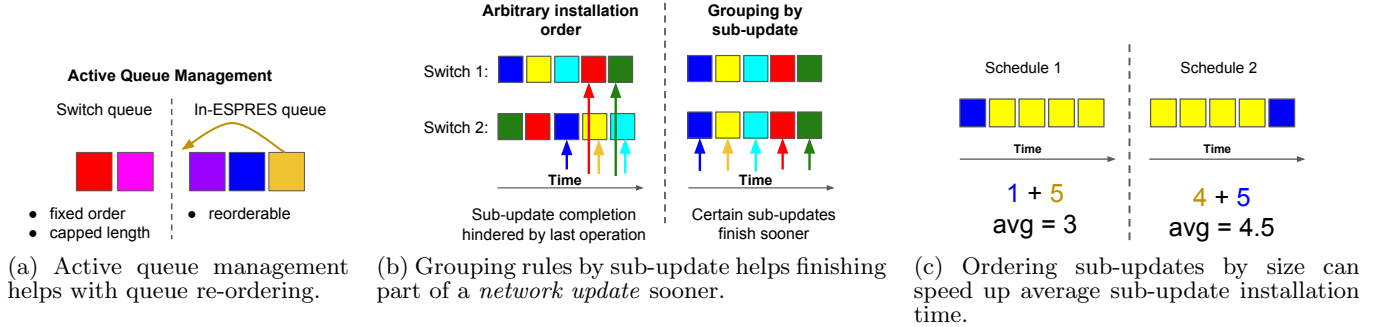 Active Queue Management
Switch queue
In-ESPRES queue
● fixed order
● capped length
● reorderable
(a) Active queue management
helps with queue re-ordering.
Arbitrary installation
order
Grouping by
sub-update
Switch 1:
Switch 2:
Time
Time
Sub-update completion
hindered by last operation
Certain sub-updates
finish sooner
(b) Grouping rules by sub-update helps finishing
part of a network update sooner.
Schedule 1
Schedule 2
Time
Time
1 + 5
avg = 3
4 + 5
avg = 4.5
(c) Ordering sub-updates by size can
speed up average sub-update installation
time.